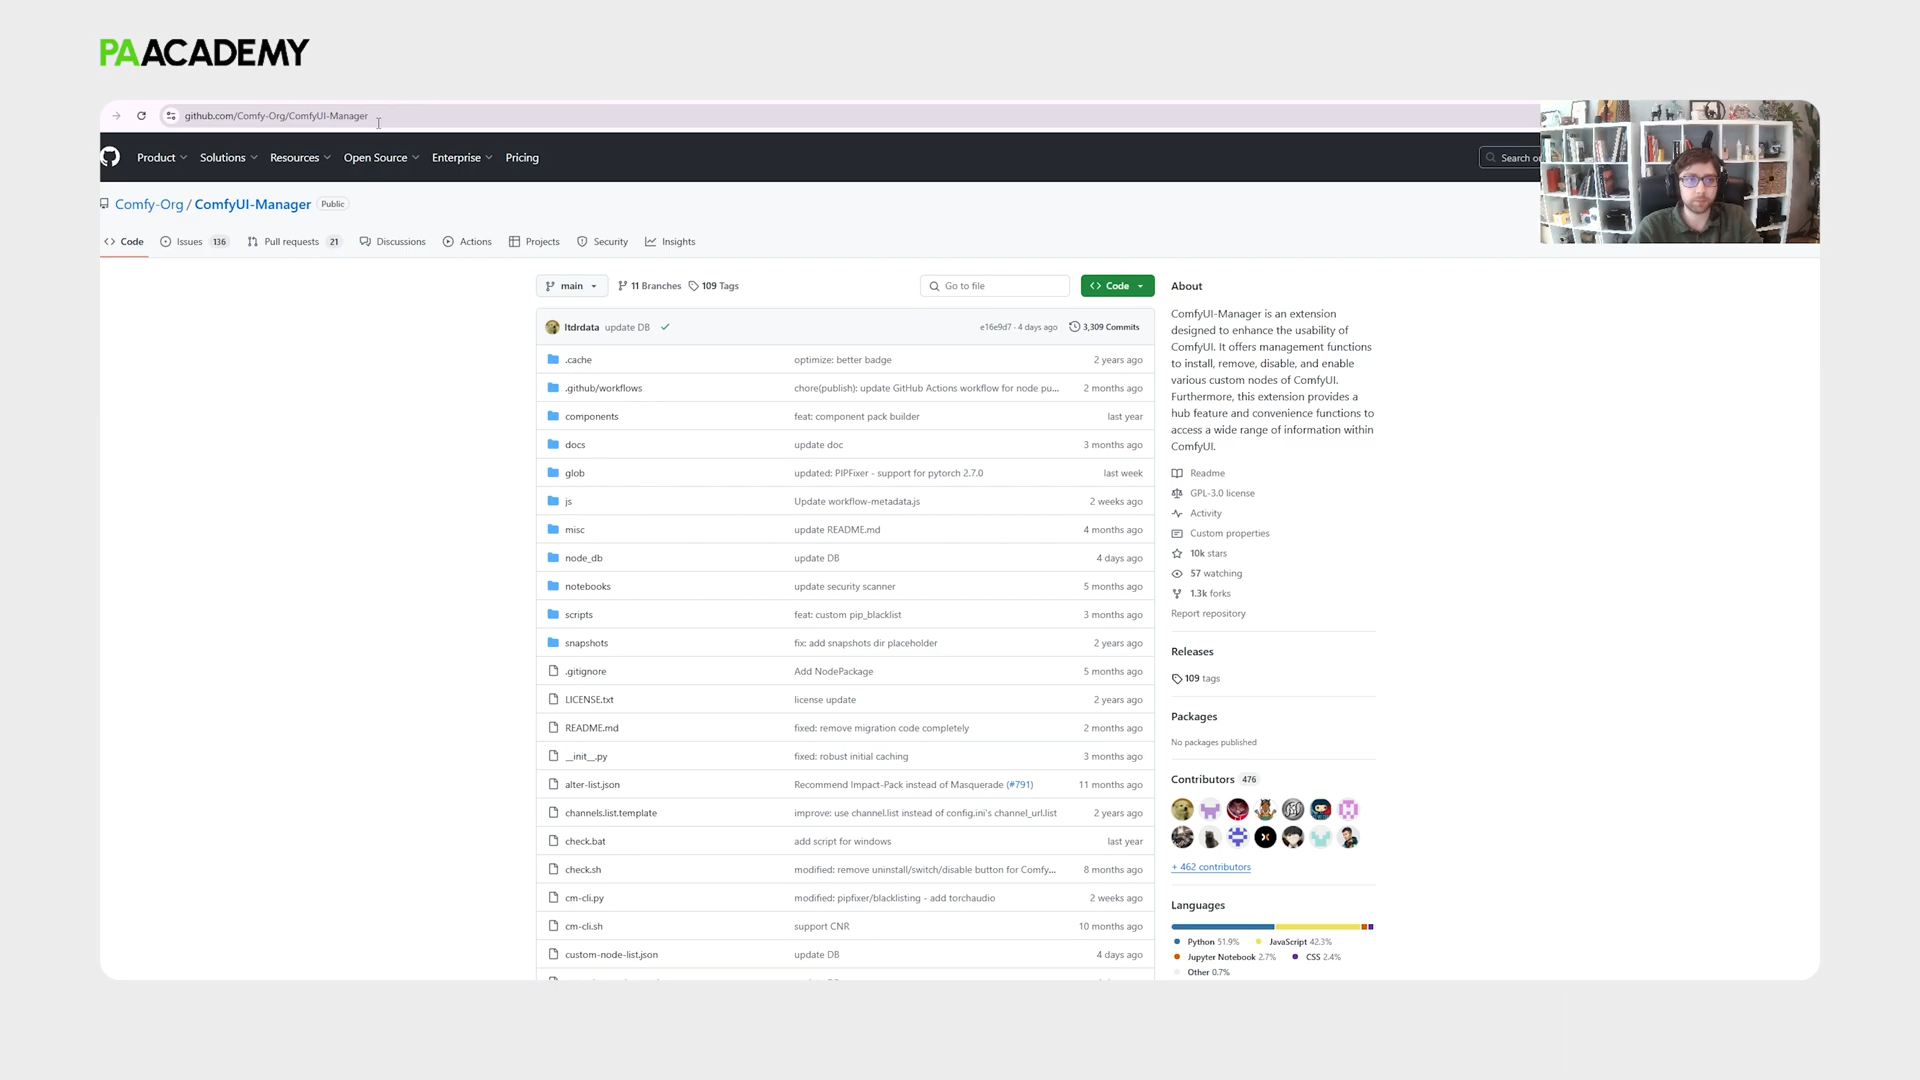 PAACADEMY
github.com/Comfy-Org/ComfyUI-Manager
Product Solutions Resources Open Source Enterprise Pricing
Search or
Comfy-Org / ComfyUI-Manager Public
Code Issues 136 Pull requests 21 Discussions Actions Projects Security Insights
main 11 Branches 109 Tags Go to file Code
ltdrdata update DB e16e9d7 · 4 days ago 3,309 Commits
.cache optimize: better badge 2 years ago
.github/workflows chore(publish): update GitHub Actions workflow for node pu... 2 months ago
components feat: component pack builder last year
docs update doc 3 months ago
glob updated: PIPFixer - support for pytorch 2.7.0 last week
js Update workflow-metadata.js 2 weeks ago
misc update README.md 4 months ago
node_db update DB 4 days ago
notebooks update security scanner 5 months ago
scripts feat: custom pip_blacklist 3 months ago
snapshots fix: add snapshots dir placeholder 2 years ago
.gitignore Add NodePackage 5 months ago
LICENSE.txt license update 2 years ago
README.md fixed: remove migration code completely 2 months ago
__init__.py fixed: robust initial caching 3 months ago
alter-list.json Recommend Impact-Pack instead of Masquerade (#791) 11 months ago
channels.list.template improve: use channel.list instead of config.ini's channel_url.list 2 years ago
check.bat add script for windows last year
check.sh modified: remove uninstall/switch/disable button for Comfy... 8 months ago
cm-cli.py modified: pipfixer/blacklisting - add torchaudio 2 weeks ago
cm-cli.sh support CNR 10 months ago
custom-node-list.json update DB 4 days ago
About
ComfyUI-Manager is an extension
designed to enhance the usability of
ComfyUI. It offers management functions
to install, remove, disable, and enable
various custom nodes of ComfyUI.
Furthermore, this extension provides a
hub feature and convenience functions to
access a wide range of information within
ComfyUI.
Readme
GPL-3.0 license
Activity
Custom properties
10k stars
57 watching
1.3k forks
Report repository
Releases
109 tags
Packages
No packages published
Contributors 476
+ 462 contributors
Languages
Python 51.9% JavaScript 42.3%
Jupyter Notebook 2.7% CSS 2.4%
Other 0.7%